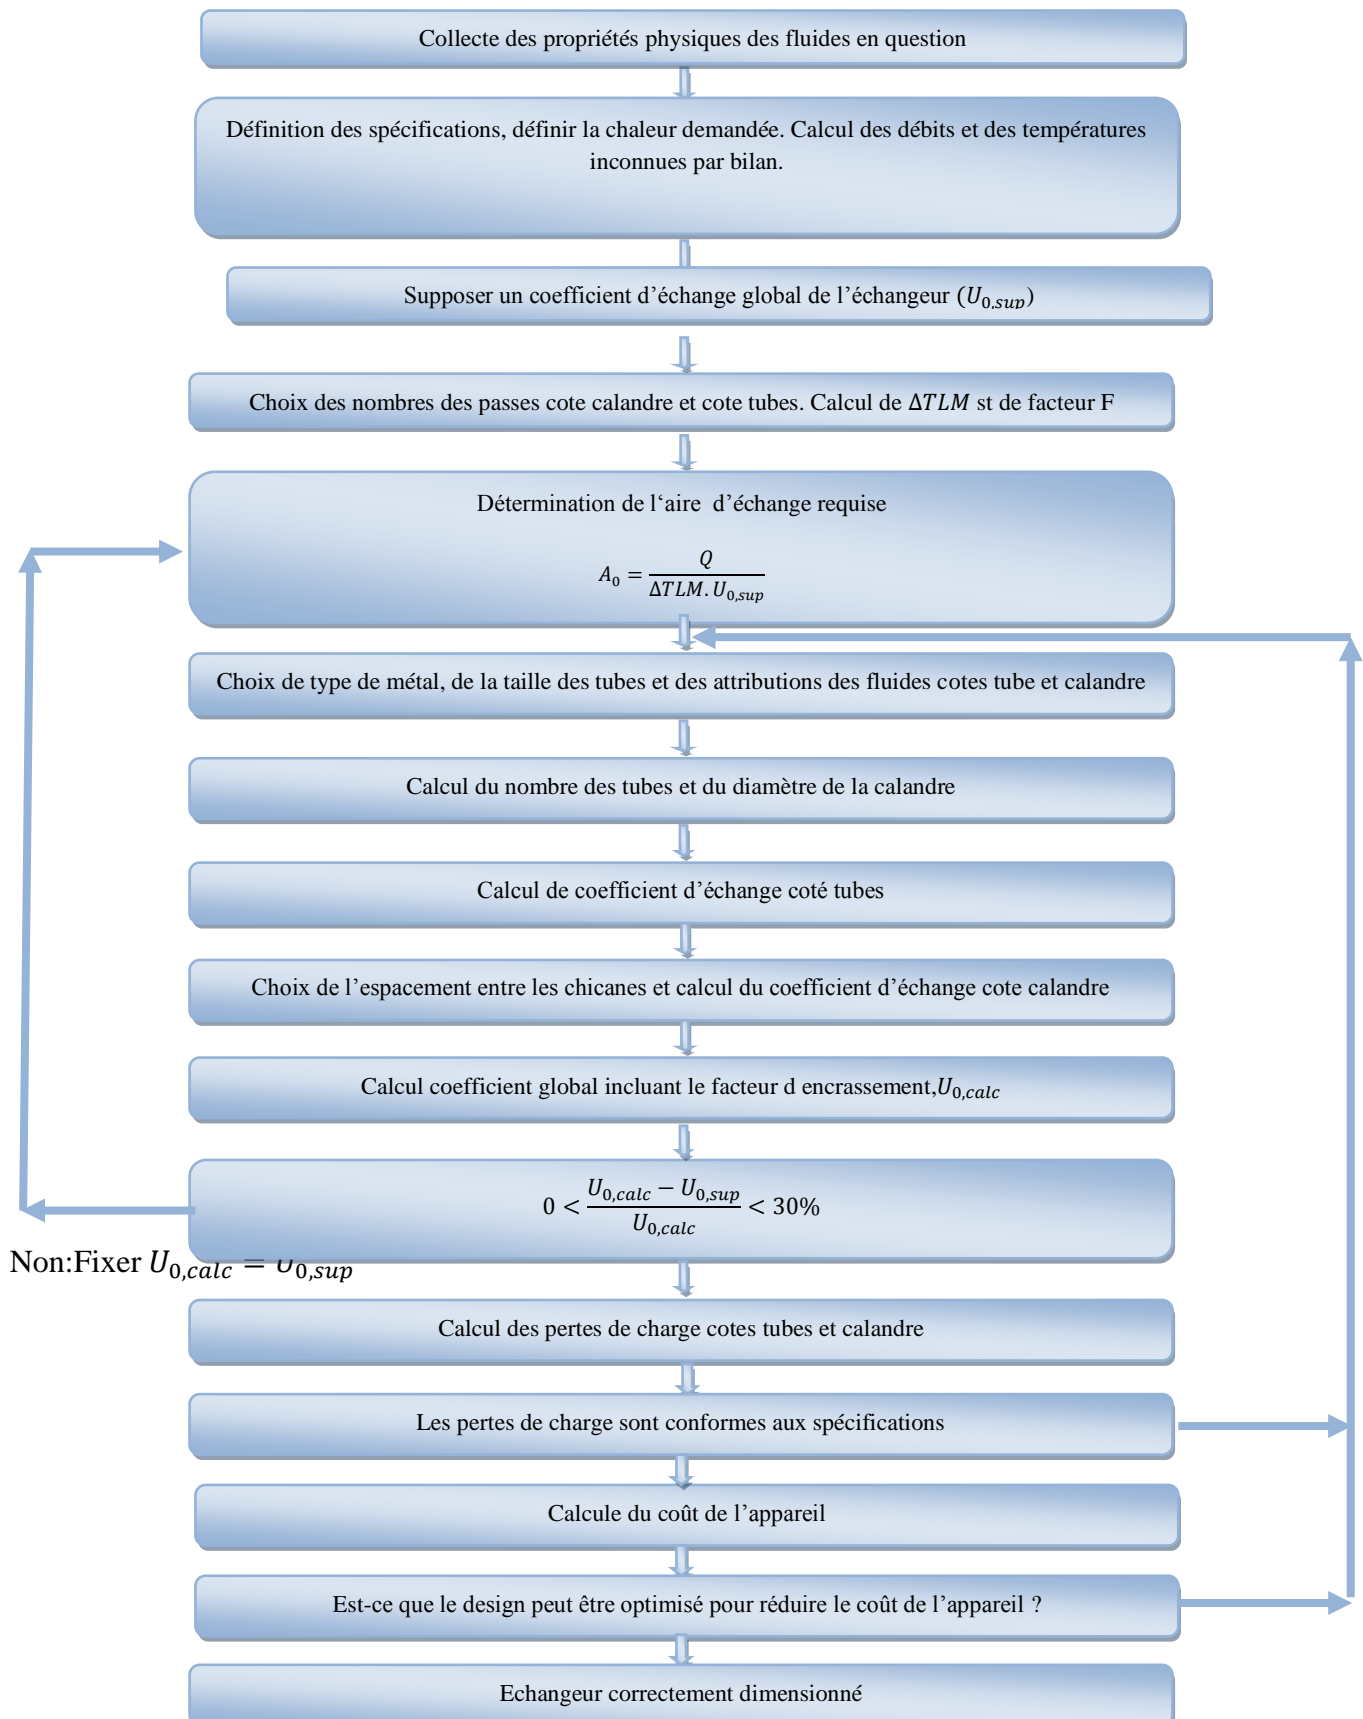 Collecte des propriétés physiques des fluides en question
Définition des spécifications, définir la chaleur demandée. Calcul des débits et des températures
inconnues par bilan.
Supposer un coefficient d’échange global de l’échangeur (𝑈0,𝑠𝑢𝑝)
Choix des nombres des passes cote calandre et cote tubes. Calcul de Δ𝑇𝐿𝑀 st de facteur F
Détermination de l‘aire d’échange requise
𝐴0 = 𝑄 / Δ𝑇𝐿𝑀. 𝑈0,𝑠𝑢𝑝
Choix de type de métal, de la taille des tubes et des attributions des fluides cotes tube et calandre
Calcul du nombre des tubes et du diamètre de la calandre
Calcul de coefficient d’échange coté tubes
Choix de l’espacement entre les chicanes et calcul du coefficient d’échange cote calandre
Calcul coefficient global incluant le facteur d encrassement,𝑈0,𝑐𝑎𝑙𝑐
0 < (𝑈0,𝑐𝑎𝑙𝑐 − 𝑈0,𝑠𝑢𝑝) / 𝑈0,𝑐𝑎𝑙𝑐 < 30%
Non:Fixer 𝑈0,𝑐𝑎𝑙𝑐 = 𝑈0,𝑠𝑢𝑝
Calcul des pertes de charge cotes tubes et calandre
Les pertes de charge sont conformes aux spécifications
Calcule du coût de l’appareil
Est-ce que le design peut être optimisé pour réduire le coût de l’appareil ?
Echangeur correctement dimensionné